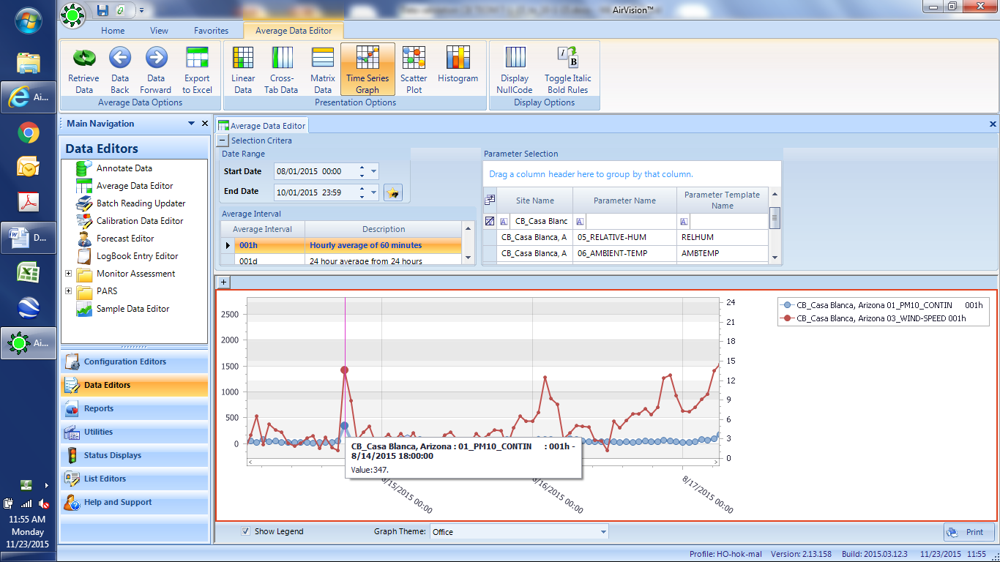 AirVision™
Home View Favorites Average Data Editor
Retrieve Data
Data Back
Data Forward
Export to Excel
Linear Data
Cross-Tab Data
Matrix Data
Time Series Graph
Scatter Plot
Histogram
Display NullCode
Toggle Italic Bold Rules
Average Data Options
Presentation Options
Display Options
Main Navigation
Data Editors
Annotate Data
Average Data Editor
Batch Reading Updater
Calibration Data Editor
Forecast Editor
LogBook Entry Editor
Monitor Assessment
PARS
Sample Data Editor
Configuration Editors
Data Editors
Reports
Utilities
Status Displays
List Editors
Help and Support
Average Data Editor
Selection Critera
Date Range
Start Date 08/01/2015 00:00
End Date 10/01/2015 23:59
Average Interval
Average Interval Description
001h Hourly average of 60 minutes
001d 24 hour average from 24 hours
Parameter Selection
Drag a column header here to group by that column.
Site Name Parameter Name Parameter Template Name
CB_Casa Blanc
CB_Casa Blanca, A 05_RELATIVE-HUM RELHUM
CB_Casa Blanca, A 06_AMBIENT-TEMP AMBTEMP
2500
2000
1500
1000
500
0
24
21
18
15
12
9
6
3
0
CB_Casa Blanca, Arizona 01_PM10_CONTIN 001h
CB_Casa Blanca, Arizona 03_WIND-SPEED 001h
CB_Casa Blanca, Arizona : 01_PM10_CONTIN : 001h -
8/14/2015 18:00:00
Value:347.
8/15/2015 00:00
8/16/2015 00:00
8/17/2015 00:00
Show Legend
Graph Theme: Office
Print
Profile: HO-hok-mal Version: 2.13.158 Build: 2015.03.12.3 11/23/2015 11:55
Ai...
D...
Ai...
11:55 AM
Monday
11/23/2015